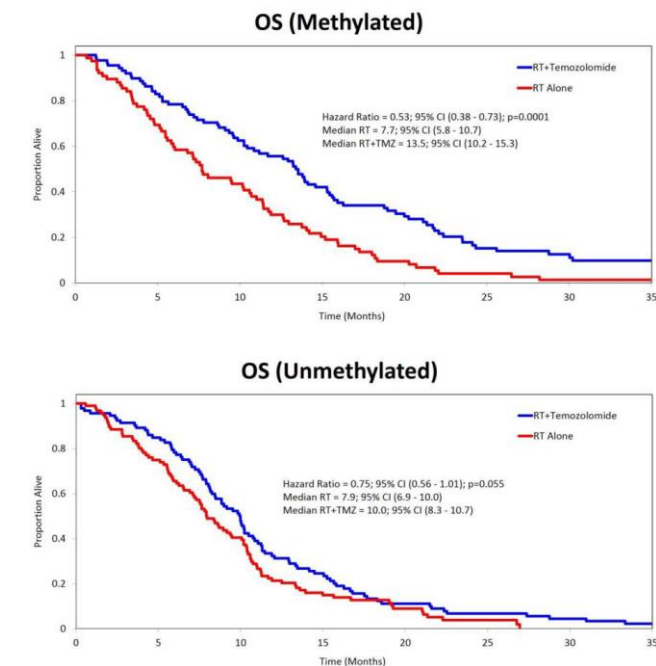 OS (Methylated)
1
0.8
0.6
0.4
0.2
0
Proportion Alive
RT+Temozolomide
RT Alone
Hazard Ratio = 0.53; 95% CI (0.38 - 0.73); p=0.0001
Median RT = 7.7; 95% CI (5.8 - 10.7)
Median RT+TMZ = 13.5; 95% CI (10.2 - 15.3)
0 5 10 15 20 25 30 35
Time (Months)
OS (Unmethylated)
1
0.8
0.6
0.4
0.2
0
Proportion Alive
RT+Temozolomide
RT Alone
Hazard Ratio = 0.75; 95% CI (0.56 - 1.01); p=0.055
Median RT = 7.9; 95% CI (6.9 - 10.0)
Median RT+TMZ = 10.0; 95% CI (8.3 - 10.7)
0 5 10 15 20 25 30 35
Time (Months)